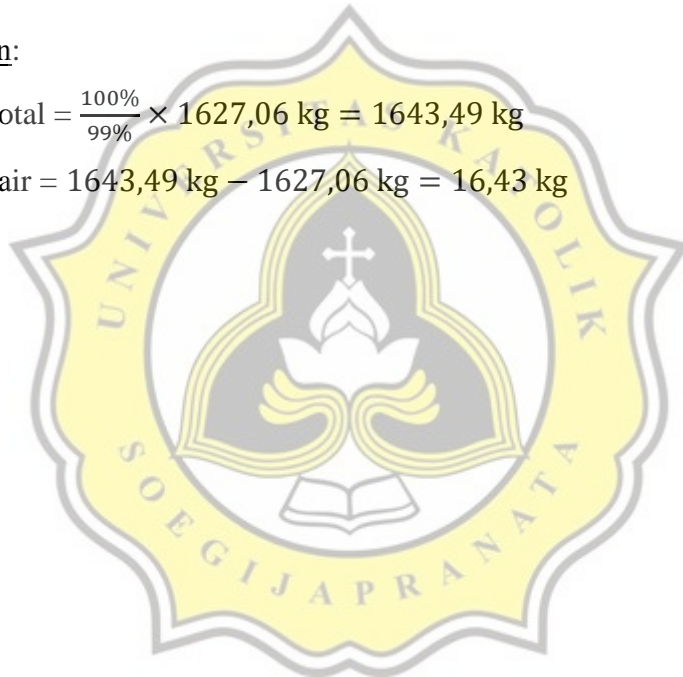 n:
otal = 100%/99% × 1627,06 kg = 1643,49 kg
air = 1643,49 kg − 1627,06 kg = 16,43 kg
UNIVERSITAS KATOLIK
SOEGIJAPRANATA